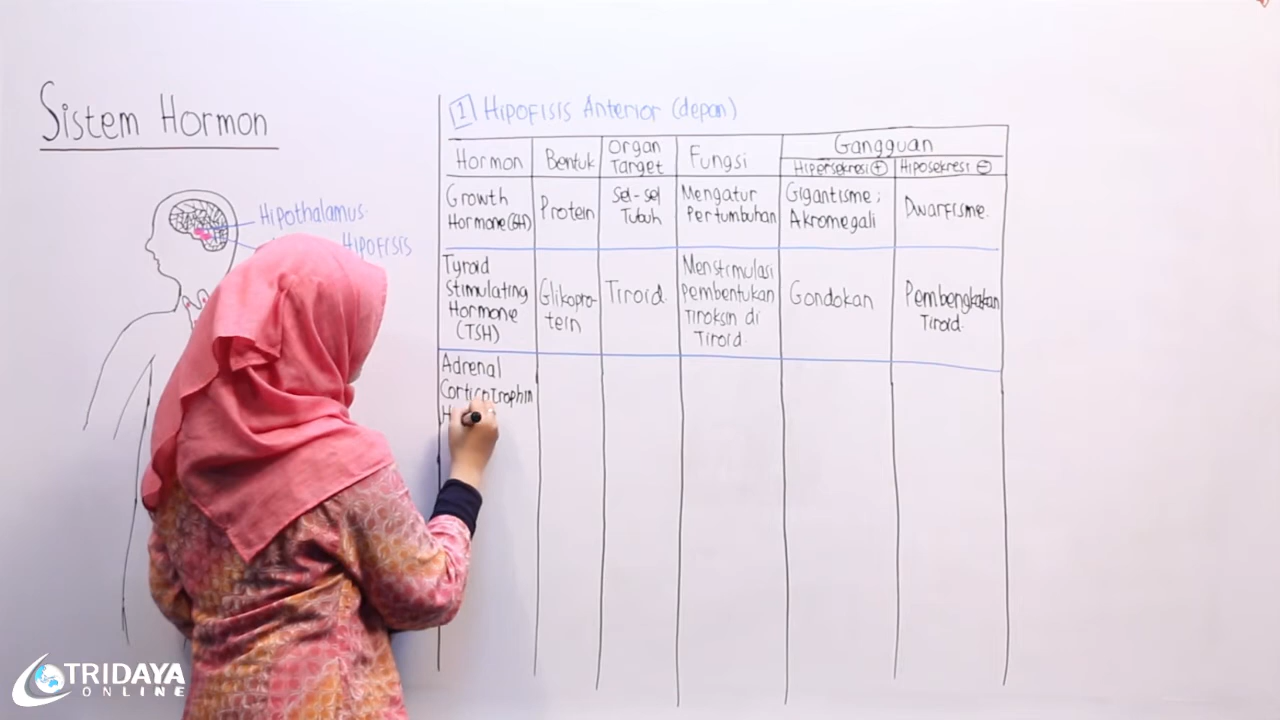 Sistem Hormon
Hipothalamus
HIPOFISIS
1 HIPOFISIS ANTERIOR (depan)
Hormon
Bentuk
Organ
Target
Fungsi
Gangguan
Hipersekresi +
Hiposekresi -
Growth
Hormone (GH)
Protein
Sel-sel
Tubuh
Mengatur
Pertumbuhan
Gigantisme;
Akromegali
Dwarfisme.
Tyroid
Stimulating
Hormone
(TSH)
Glikopro-
tein
Tiroid.
Menstimulasi
pembentukan
Tiroksin di
Tiroid.
Gondokan
Pembengkakan
Tiroid.
Adrenal
Corticotrophin
H
TRIDAYA
ONLINE